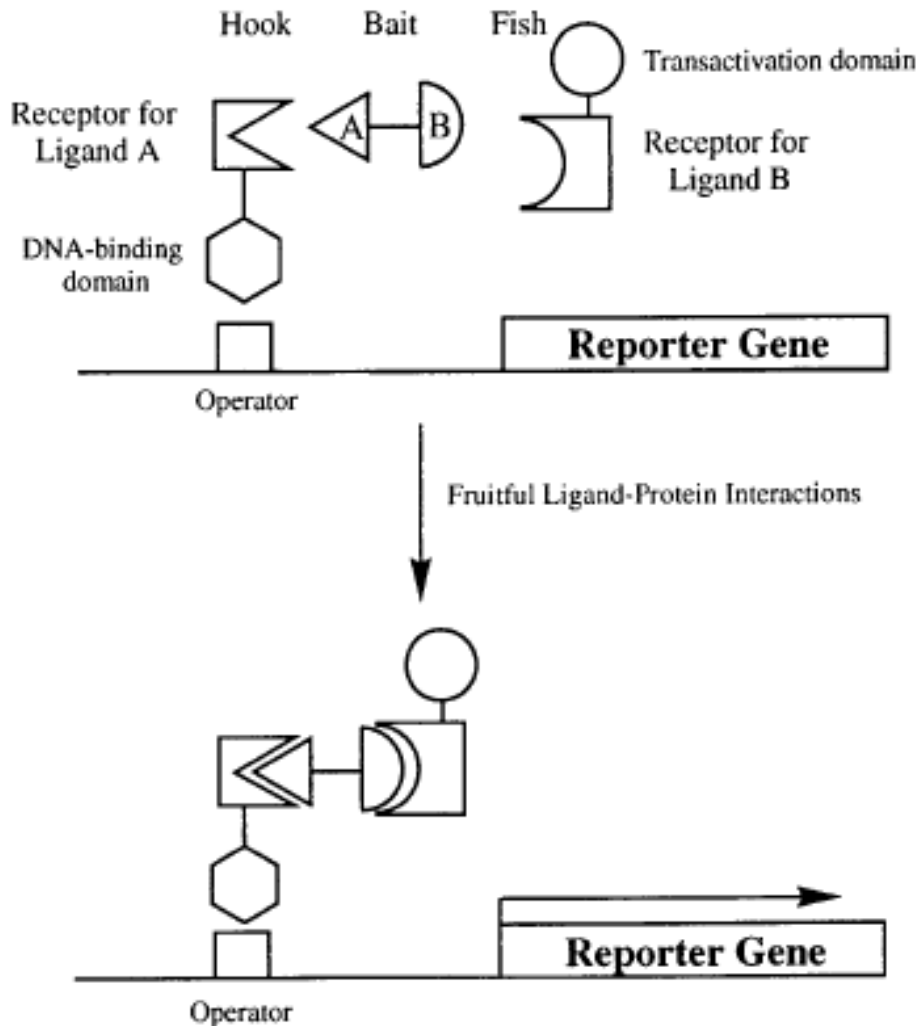 Hook Bait Fish
Transactivation domain
Receptor for
Ligand A
A B
Receptor for
Ligand B
DNA-binding
domain
Reporter Gene
Operator
Fruitful Ligand-Protein Interactions
Reporter Gene
Operator